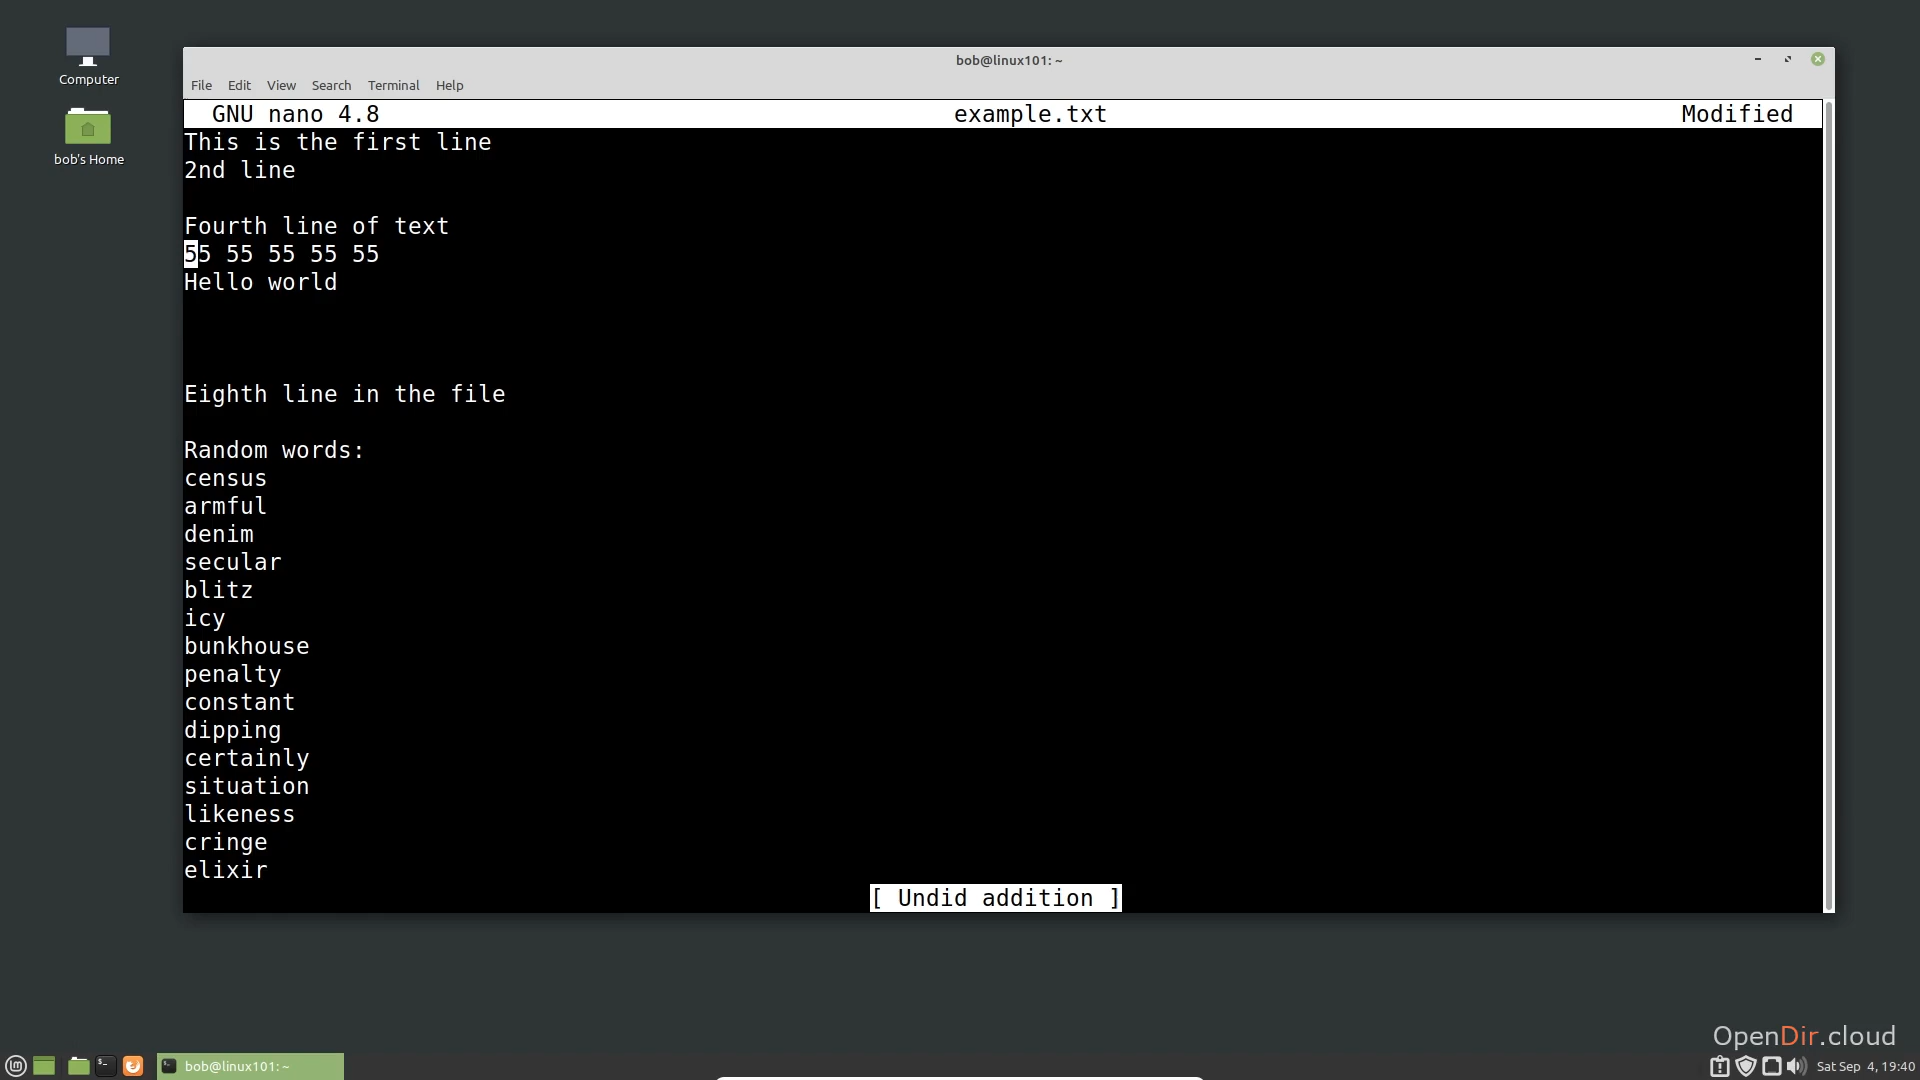 Computer
bob's Home
bob@linux101: ~
File Edit View Search Terminal Help
GNU nano 4.8 example.txt Modified
This is the first line
2nd line
Fourth line of text
55 55 55 55 55
Hello world
Eighth line in the file
Random words:
census
armful
denim
secular
blitz
icy
bunkhouse
penalty
constant
dipping
certainly
situation
likeness
cringe
elixir
[ Undid addition ]
OpenDir.cloud
bob@linux101: ~
Sat Sep 4, 19:40